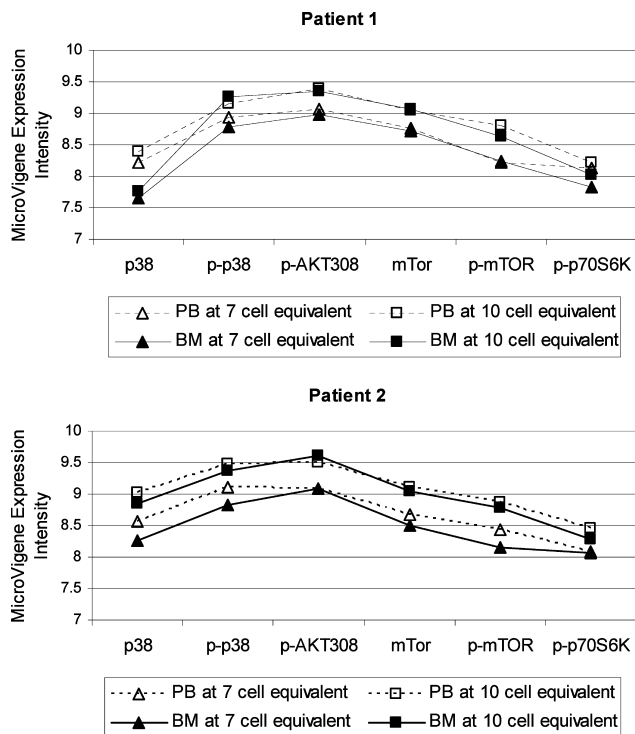 Patient 1
MicroVigene Expression
Intensity
10
9.5
9
8.5
8
7.5
7
p38 p-p38 p-AKT308 mTor p-mTOR p-p70S6K
PB at 7 cell equivalent PB at 10 cell equivalent
BM at 7 cell equivalent BM at 10 cell equivalent
Patient 2
MicroVigene Expression
Intensity
10
9.5
9
8.5
8
7.5
7
p38 p-p38 p-AKT308 mTor p-mTOR p-p70S6K
PB at 7 cell equivalent PB at 10 cell equivalent
BM at 7 cell equivalent BM at 10 cell equivalent